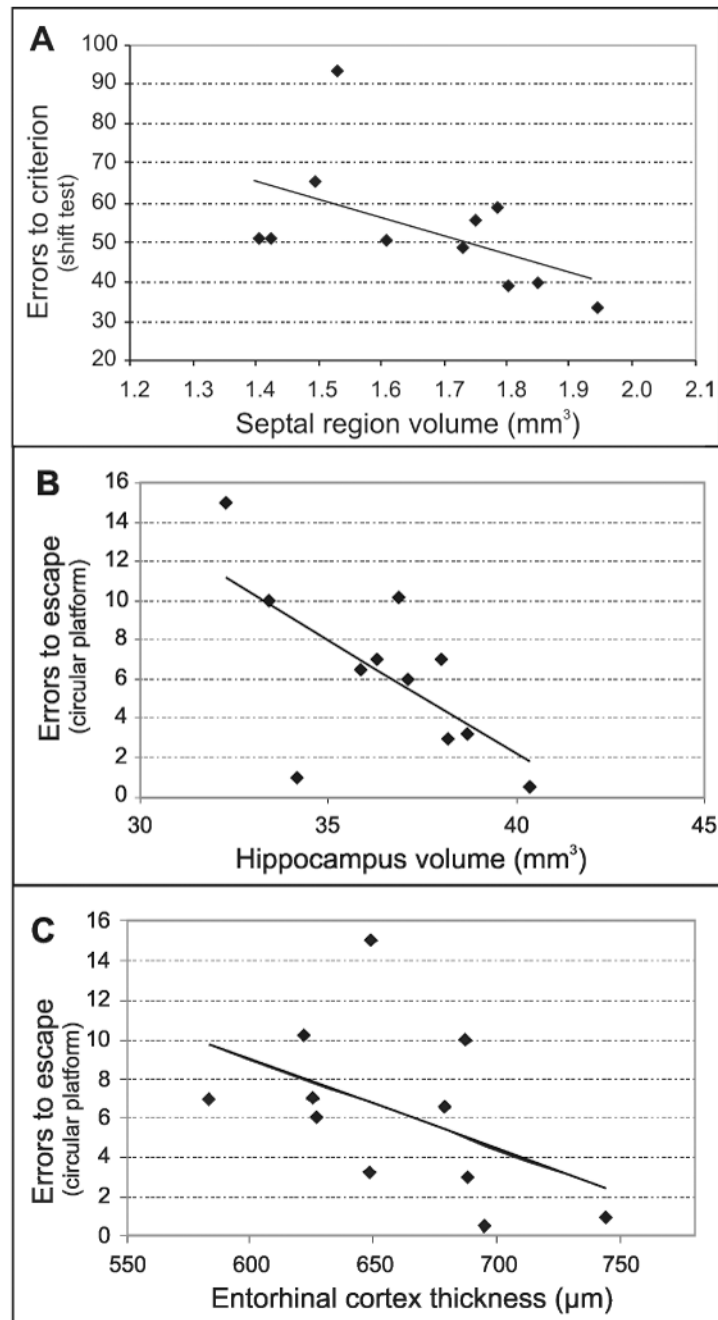 A
100
90
80
70
60
50
40
30
20
Errors to criterion
(shift test)
1.2 1.3 1.4 1.5 1.6 1.7 1.8 1.9 2.0 2.1
Septal region volume (mm³)
B
16
14
12
10
8
6
4
2
0
Errors to escape
(circular platform)
30 35 40 45
Hippocampus volume (mm³)
C
16
14
12
10
8
6
4
2
0
Errors to escape
(circular platform)
550 600 650 700 750
Entorhinal cortex thickness (µm)